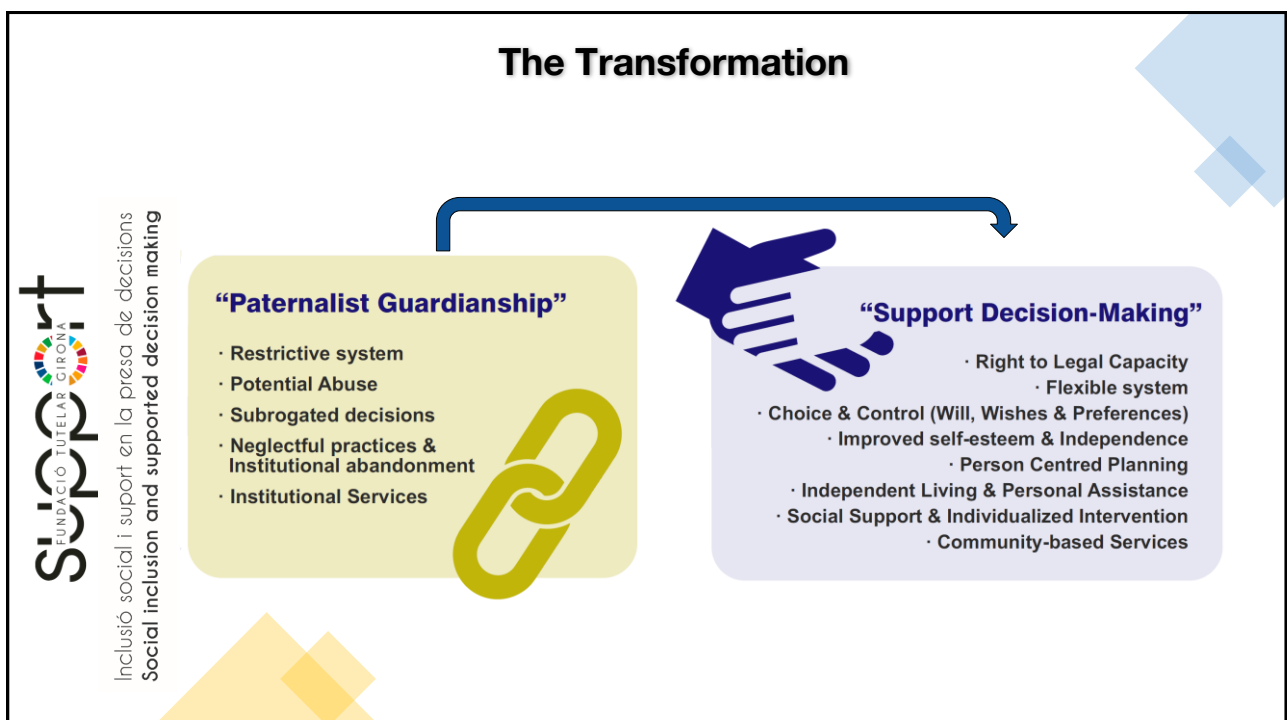 The Transformation
Support
FUNDACIÓ TUTELAR GIRONA
Inclusió social i suport en la presa de decisions
Social inclusion and supported decision making
“Paternalist Guardianship”
· Restrictive system
· Potential Abuse
· Subrogated decisions
· Neglectful practices &
Institutional abandonment
· Institutional Services
“Support Decision-Making”
· Right to Legal Capacity
· Flexible system
· Choice & Control (Will, Wishes & Preferences)
· Improved self-esteem & Independence
· Person Centred Planning
· Independent Living & Personal Assistance
· Social Support & Individualized Intervention
· Community-based Services